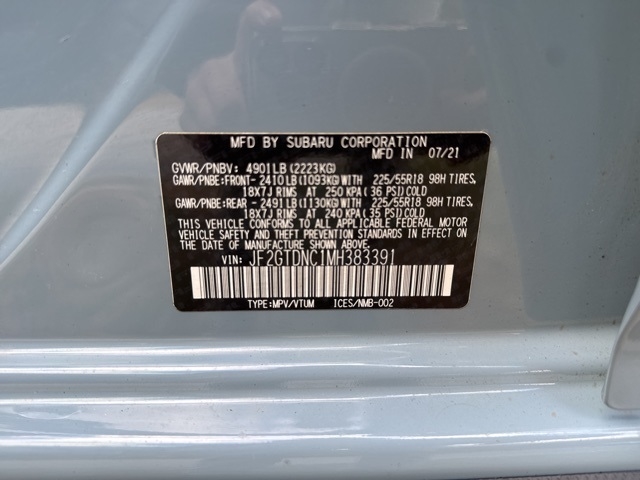 MFD BY SUBARU CORPORATION
MFD IN 07/21
GVWR/PNBV: 4901LB (2223KG)
GAWR/PNBE: FRONT- 2410LB (1093KG)WITH 225/55R18 98H TIRES,
18X7J RIMS AT 250 KPA (36 PSI)COLD
GAWR/PNBE: REAR - 2491LB (1130KG)WITH 225/55R18 98H TIRES,
18X7J RIMS AT 240 KPA (35 PSI)COLD
THIS VEHICLE CONFORMS TO ALL APPLICABLE FEDERAL MOTOR
VEHICLE SAFETY AND THEFT PREVENTION STANDARDS IN EFFECT
ON THE DATE OF MANUFACTURE SHOWN ABOVE.
VIN: JF2GTDNC1MH383391
TYPE:MPV/VTUM ICES/NMB-002